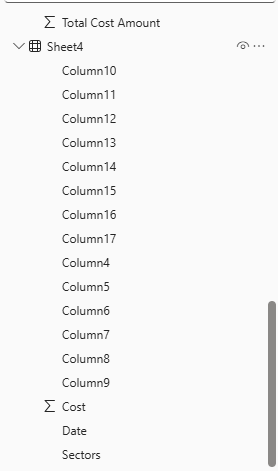 Total Cost Amount
Sheet4
Column10
Column11
Column12
Column13
Column14
Column15
Column16
Column17
Column4
Column5
Column6
Column7
Column8
Column9
Cost
Date
Sectors